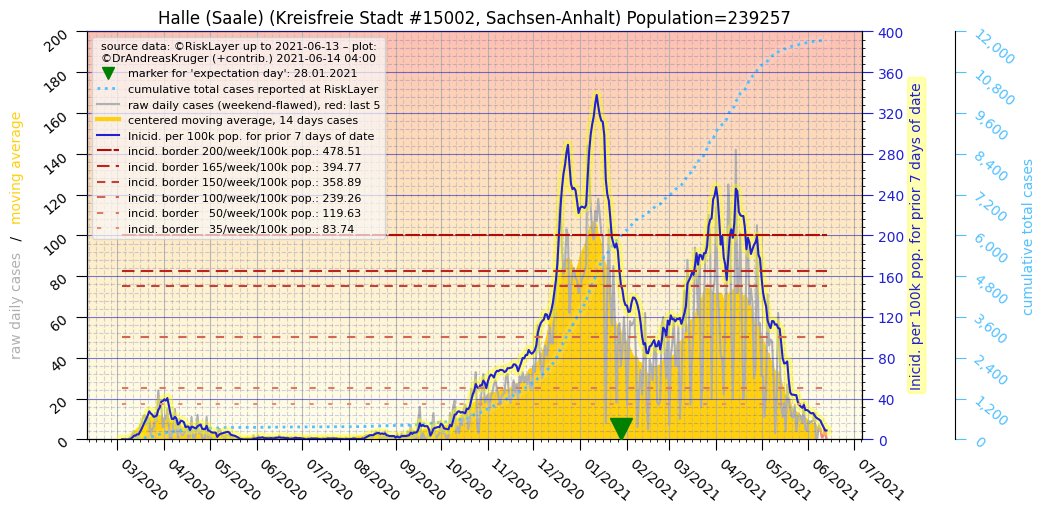 Halle (Saale) (Kreisfreie Stadt #15002, Sachsen-Anhalt) Population=239257
source data: ©RiskLayer up to 2021-06-13 – plot:
©DrAndreasKruger (+contrib.) 2021-06-14 04:00
marker for 'expectation day': 28.01.2021
cumulative total cases reported at RiskLayer
raw daily cases (weekend-flawed), red: last 5
centered moving average, 14 days cases
Inicid. per 100k pop. for prior 7 days of date
incid. border 200/week/100k pop.: 478.51
incid. border 165/week/100k pop.: 394.77
incid. border 150/week/100k pop.: 358.89
incid. border 100/week/100k pop.: 239.26
incid. border   50/week/100k pop.: 119.63
incid. border   35/week/100k pop.: 83.74
raw daily cases / moving average
200
180
160
140
120
100
80
60
40
20
0
03/2020
04/2020
05/2020
06/2020
07/2020
08/2020
09/2020
10/2020
11/2020
12/2020
01/2021
02/2021
03/2021
04/2021
05/2021
06/2021
07/2021
400
360
320
280
240
200
160
120
80
40
0
Inicid. per 100k pop. for prior 7 days of date
12,000
10,800
9,600
8,400
7,200
6,000
4,800
3,600
2,400
1,200
0
cumulative total cases